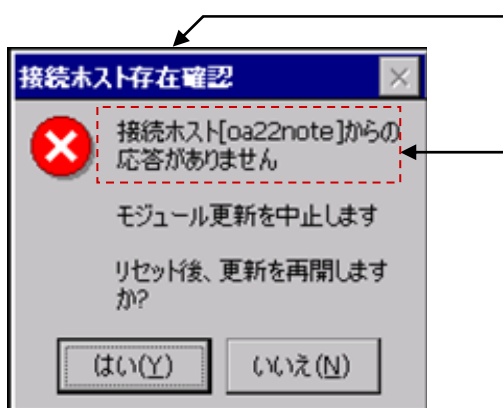 接続ホスト存在確認
接続ホスト[oa22note]からの
応答がありません
モジュール更新を中止します
リセット後、更新を再開します
か?
はい(Y)
いいえ(N)